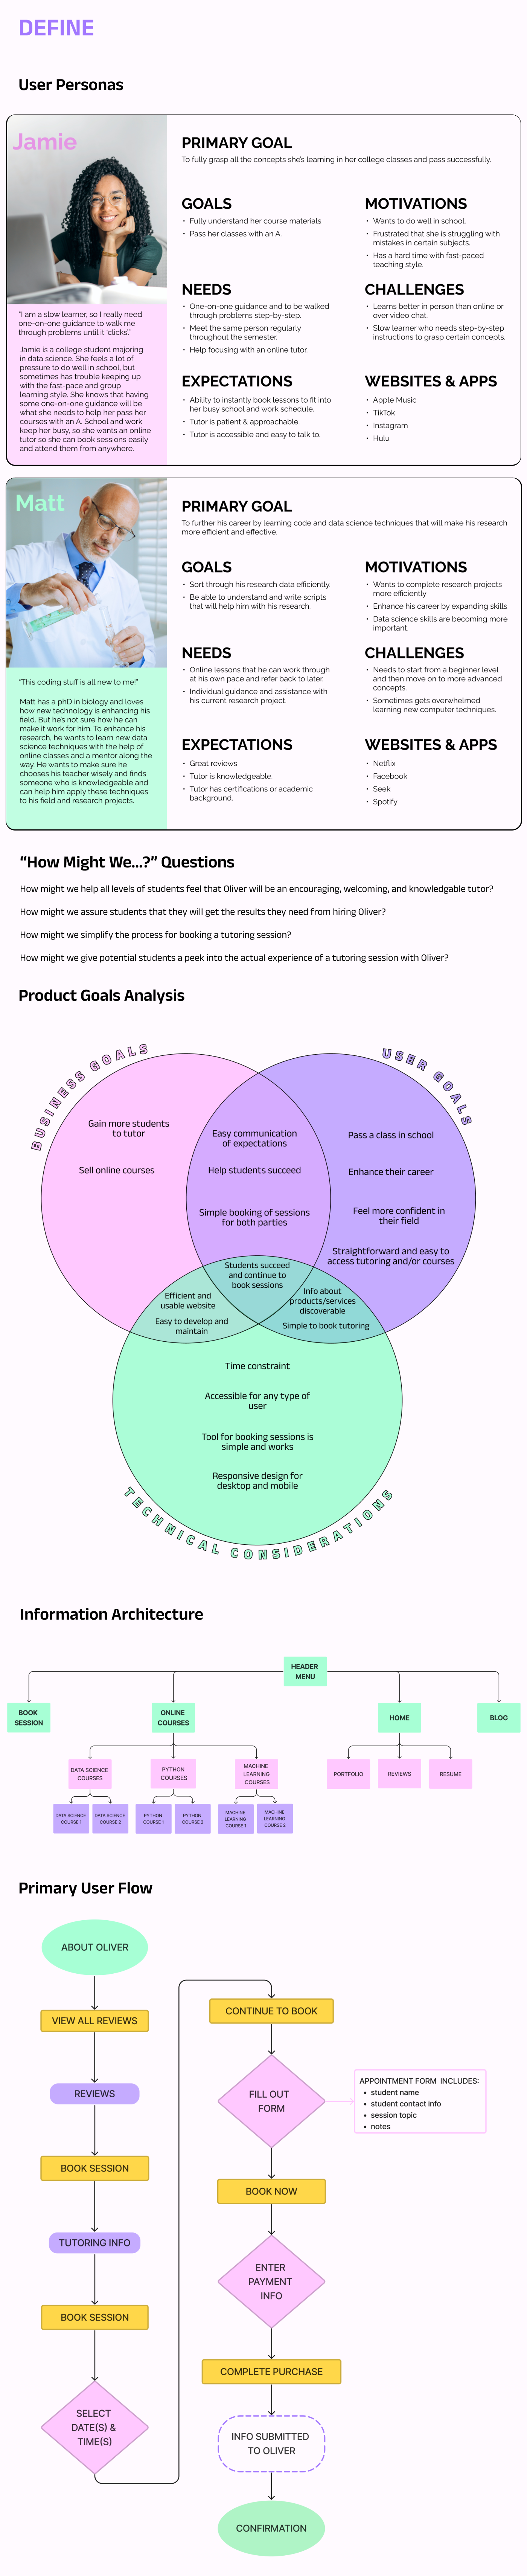 DEFINE
User Personas
Jamie
"I am a slow learner, so I really need
one-on-one guidance to walk me
through problems until it 'clicks'."
Jamie is a college student majoring
in data science. She feels a lot of
pressure to do well in school, but
sometimes has trouble keeping up
with the fast-pace and group
learning style. She knows that having
some one-on-one guidance will be
what she needs to help her pass her
courses with an A. School and work
keep her busy, so she wants an online
tutor so she can book sessions easily
and attend them from anywhere.
PRIMARY GOAL
To fully grasp all the concepts she's learning in her college classes and pass successfully.
GOALS
• Fully understand her course materials.
• Pass her classes with an A.
MOTIVATIONS
• Wants to do well in school.
• Frustrated that she is struggling with
mistakes in certain subjects.
• Has a hard time with fast-paced
teaching style.
NEEDS
• One-on-one guidance and to be walked
through problems step-by-step.
• Meet the same person regularly
throughout the semester.
• Help focusing with an online tutor.
CHALLENGES
• Learns better in person than online or
over video chat.
• Slow learner who needs step-by-step
instructions to grasp certain concepts.
EXPECTATIONS
• Ability to instantly book lessons to fit into
her busy school and work schedule.
• Tutor is patient & approachable.
• Tutor is accessible and easy to talk to.
WEBSITES & APPS
• Apple Music
• TikTok
• Instagram
• Hulu
Matt
"This coding stuff is all new to me!"
Matt has a phD in biology and loves
how new technology is enhancing his
field. But he's not sure how he can
make it work for him. To enhance his
research, he wants to learn new data
science techniques with the help of
online classes and a mentor along the
way. He wants to make sure he
chooses his teacher wisely and finds
someone who is knowledgeable and
can help him apply these techniques
to his field and research projects.
PRIMARY GOAL
To further his career by learning code and data science techniques that will make his research
more efficient and effective.
GOALS
• Sort through his research data efficiently.
• Be able to understand and write scripts
that will help him with his research.
MOTIVATIONS
• Wants to complete research projects
more efficiently
• Enhance his career by expanding skills.
• Data science skills are becoming more
important.
NEEDS
• Online lessons that he can work through
at his own pace and refer back to later.
• Individual guidance and assistance with
his current research project.
CHALLENGES
• Needs to start from a beginner level
and then move on to more advanced
concepts.
• Sometimes gets overwhelmed
learning new computer techniques.
EXPECTATIONS
• Great reviews
• Tutor is knowledgeable.
• Tutor has certifications or academic
background.
WEBSITES & APPS
• Netflix
• Facebook
• Seek
• Spotify
"How Might We...?" Questions
How might we help all levels of students feel that Oliver will be an encouraging, welcoming, and knowledgable tutor?
How might we assure students that they will get the results they need from hiring Oliver?
How might we simplify the process for booking a tutoring session?
How might we give potential students a peek into the actual experience of a tutoring session with Oliver?
Product Goals Analysis
BUSINESS GOALS
USER GOALS
Gain more students
to tutor
Sell online courses
Easy communication
of expectations
Help students succeed
Simple booking of sessions
for both parties
Pass a class in school
Enhance their career
Feel more confident in
their field
Straightforward and easy to
access tutoring and/or courses
Students succeed
and continue to
book sessions
Efficient and
usable website
Easy to develop and
maintain
Info about
products/services
discoverable
Simple to book tutoring
Time constraint
Accessible for any type of
user
Tool for booking sessions is
simple and works
Responsive design for
desktop and mobile
TECHNICAL CONSIDERATIONS
Information Architecture
HEADER
MENU
BOOK
SESSION
ONLINE
COURSES
HOME
BLOG
DATA SCIENCE
COURSES
PYTHON
COURSES
MACHINE
LEARNING
COURSES
PORTFOLIO
REVIEWS
RESUME
DATA SCIENCE
COURSE 1
DATA SCIENCE
COURSE 2
PYTHON
COURSE 1
PYTHON
COURSE 2
MACHINE
LEARNING
COURSE 1
MACHINE
LEARNING
COURSE 2
Primary User Flow
ABOUT OLIVER
VIEW ALL REVIEWS
REVIEWS
BOOK SESSION
TUTORING INFO
BOOK SESSION
SELECT
DATE(S) &
TIME(S)
CONTINUE TO BOOK
FILL OUT
FORM
APPOINTMENT FORM INCLUDES:
• student name
• student contact info
• session topic
• notes
BOOK NOW
ENTER
PAYMENT
INFO
COMPLETE PURCHASE
INFO SUBMITTED
TO OLIVER
CONFIRMATION